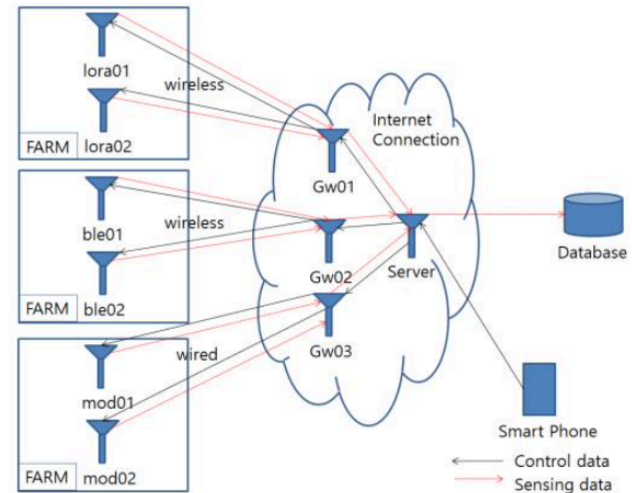 lora01
wireless
lora02
FARM
Internet
Connection
Gw01
ble01
wireless
ble02
FARM
Gw02
Server
Database
Gw03
wired
mod01
mod02
FARM
Smart Phone
Control data
Sensing data